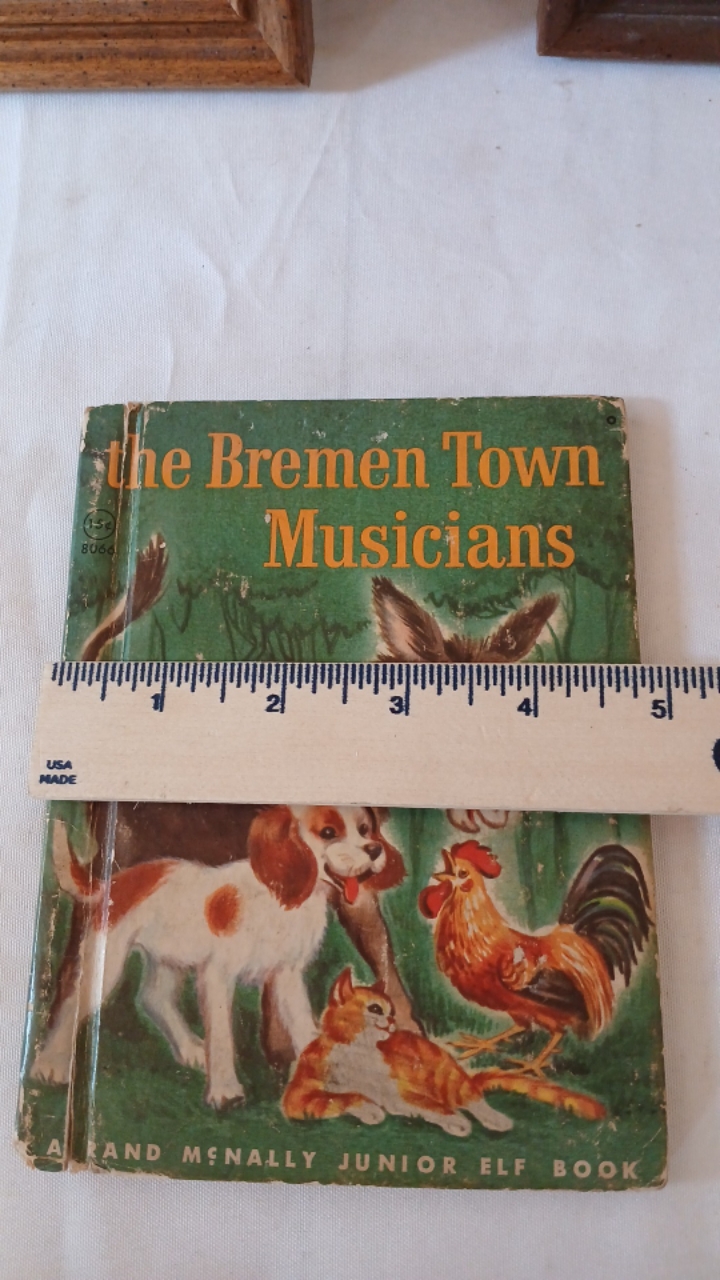 the Bremen Town
Musicians
15¢
8066
1 2 3 4 5
USA
MADE
A RAND McNALLY JUNIOR ELF BOOK